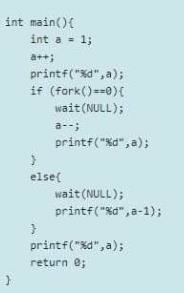 int main(){
int a = 1;
a++;
printf("%d",a);
if (fork()==0){
wait(NULL);
a--;
printf("%d",a);
}
else{
wait(NULL);
printf("%d",a-1);
}
printf("%d",a);
return 0;
}